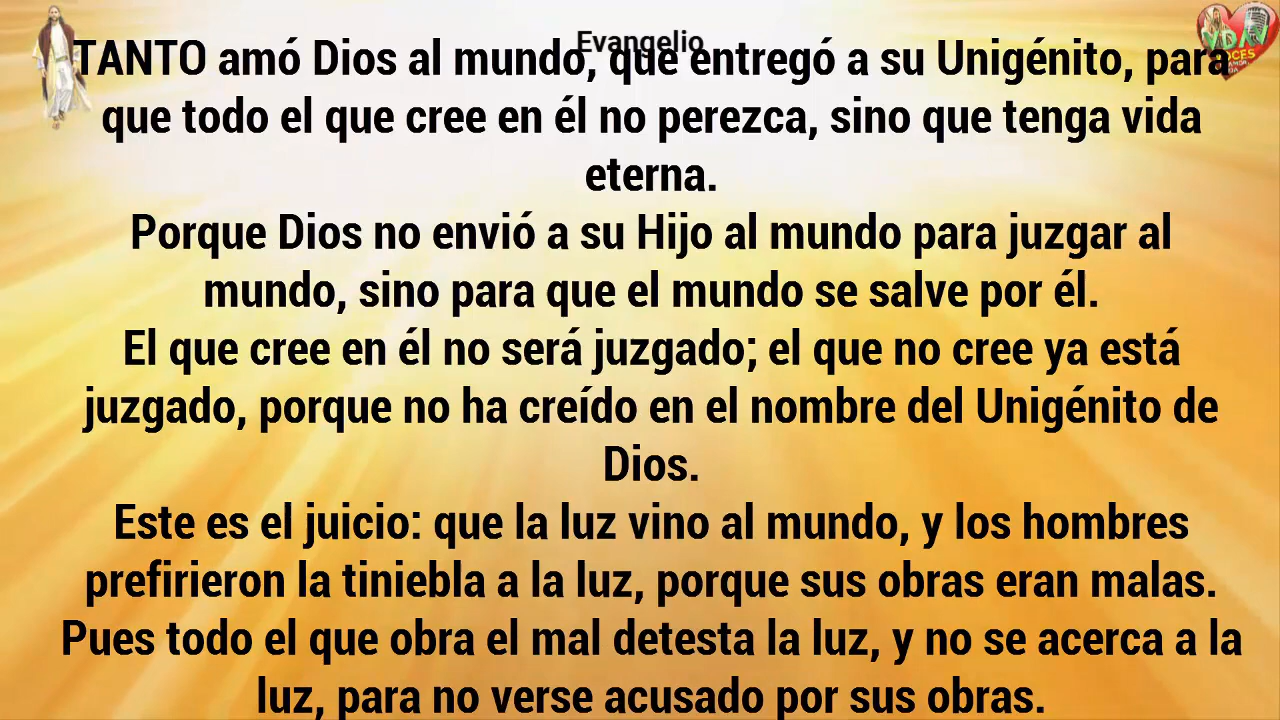 Evangelio
TANTO amó Dios al mundo, que entregó a su Unigénito, para
que todo el que cree en él no perezca, sino que tenga vida
eterna.
Porque Dios no envió a su Hijo al mundo para juzgar al
mundo, sino para que el mundo se salve por él.
El que cree en él no será juzgado; el que no cree ya está
juzgado, porque no ha creído en el nombre del Unigénito de
Dios.
Este es el juicio: que la luz vino al mundo, y los hombres
prefirieron la tiniebla a la luz, porque sus obras eran malas.
Pues todo el que obra el mal detesta la luz, y no se acerca a la
luz, para no verse acusado por sus obras.